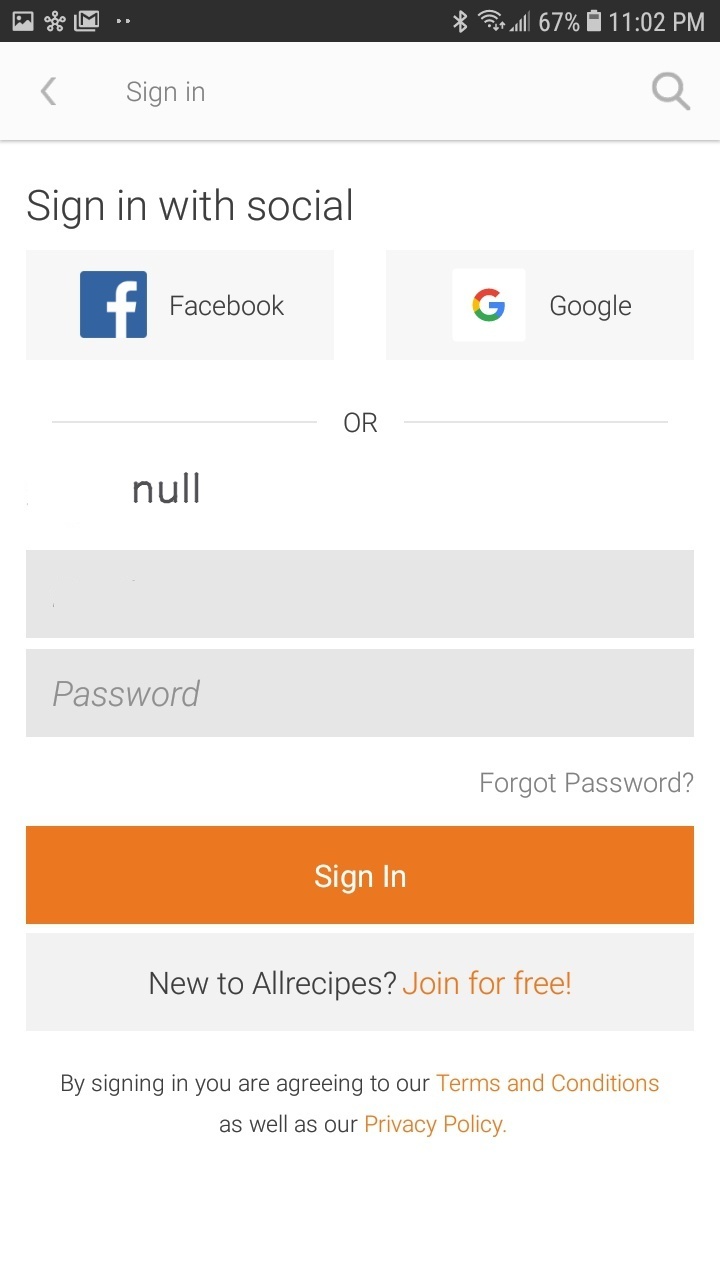 67% 11:02 PM
Sign in
Sign in with social
Facebook
Google
OR
null
Password
Forgot Password?
Sign In
New to Allrecipes? Join for free!
By signing in you are agreeing to our Terms and Conditions
as well as our Privacy Policy.